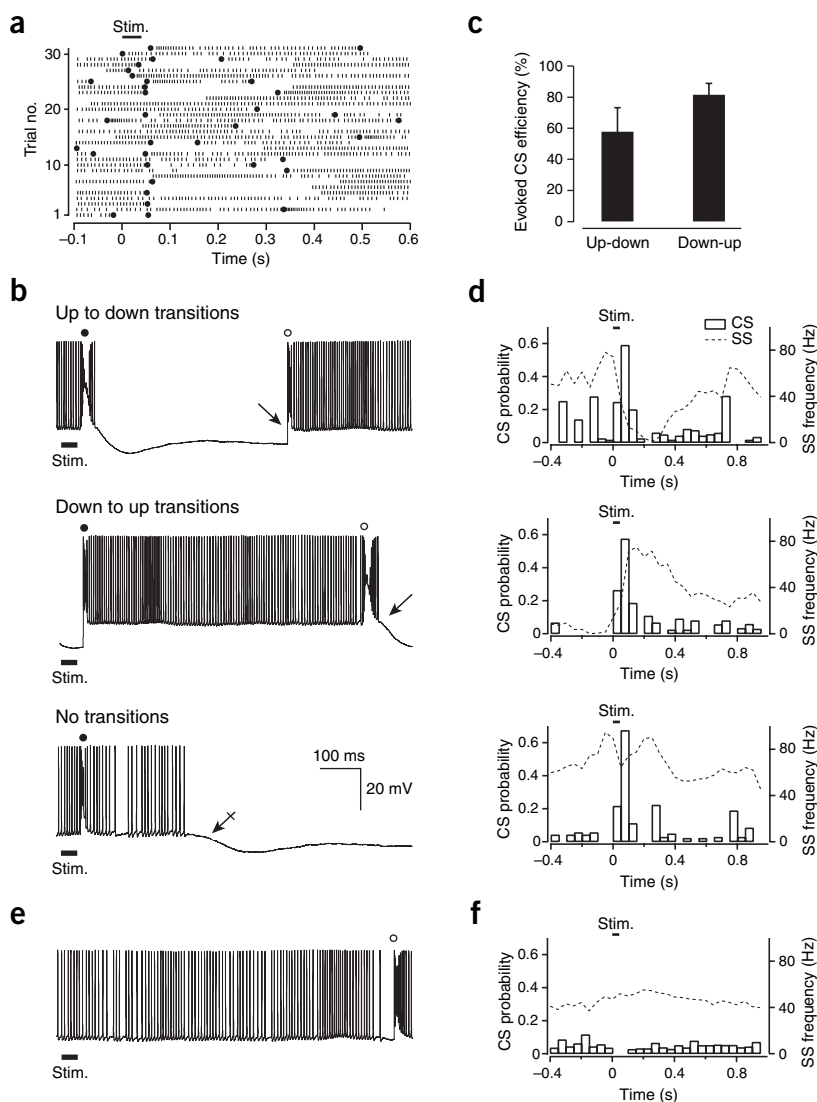 a
Stim.
30
20
10
1
Trial no.
–0.1 0 0.1 0.2 0.3 0.4 0.5 0.6
Time (s)
c
Evoked CS efficiency (%)
100
80
60
40
20
0
Up-down Down-up
b
Up to down transitions
Stim.
Down to up transitions
Stim.
No transitions
100 ms
20 mV
Stim.
d
Stim.
CS
SS
CS probability
0.6
0.4
0.2
0
80
40
0
SS frequency (Hz)
–0.4 0 0.4 0.8
Time (s)
Stim.
CS probability
0.6
0.4
0.2
0
80
40
0
SS frequency (Hz)
–0.4 0 0.4 0.8
Time (s)
Stim.
CS probability
0.6
0.4
0.2
0
80
40
0
SS frequency (Hz)
–0.4 0 0.4 0.8
Time (s)
e
Stim.
f
Stim.
CS probability
0.6
0.4
0.2
0
80
40
0
SS frequency (Hz)
–0.4 0 0.4 0.8
Time (s)